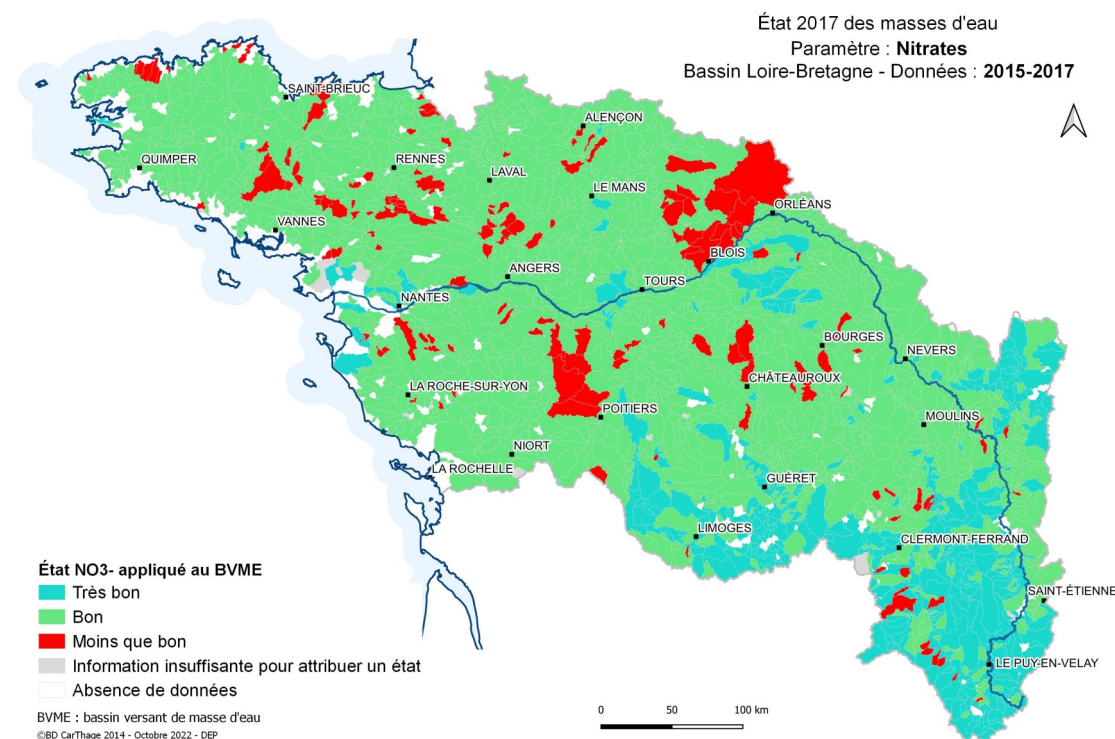 État 2017 des masses d'eau
Paramètre : Nitrates
Bassin Loire-Bretagne - Données : 2015-2017
SAINT-BRIEUC
ALENÇON
QUIMPER
RENNES
LAVAL
LE MANS
ORLÉANS
VANNES
BLOIS
ANGERS
TOURS
NANTES
BOURGES
NEVERS
CHÂTEAUROUX
LA ROCHE-SUR-YON
POITIERS
MOULINS
NIORT
LA ROCHELLE
GUÉRET
LIMOGES
CLERMONT-FERRAND
SAINT-ÉTIENNE
LE PUY-EN-VELAY
État NO3- appliqué au BVME
Très bon
Bon
Moins que bon
Information insuffisante pour attribuer un état
Absence de données
BVME : bassin versant de masse d'eau
©BD CarThage 2014 - Octobre 2022 - DEP
0 50 100 km